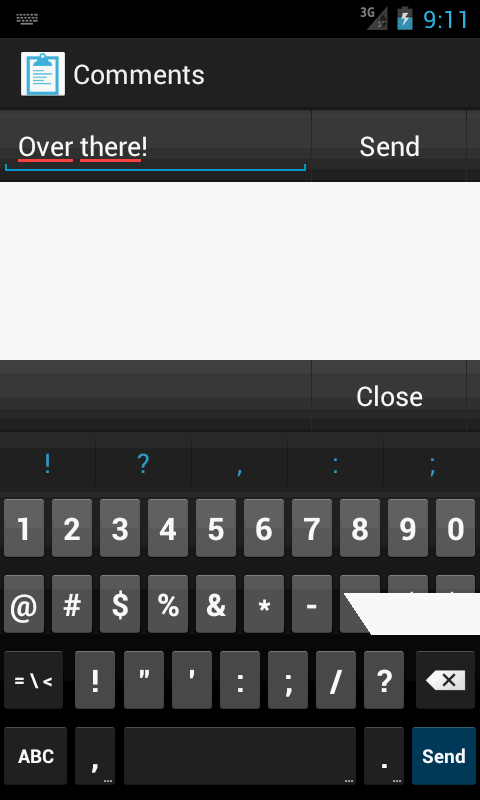 3G 9:11
Comments
Over there! Send
Close
! ? , : ;
1 2 3 4 5 6 7 8 9 0
@ # $ % & * -
= \ < ! " ' : ; / ?
ABC , ... ... . ... Send